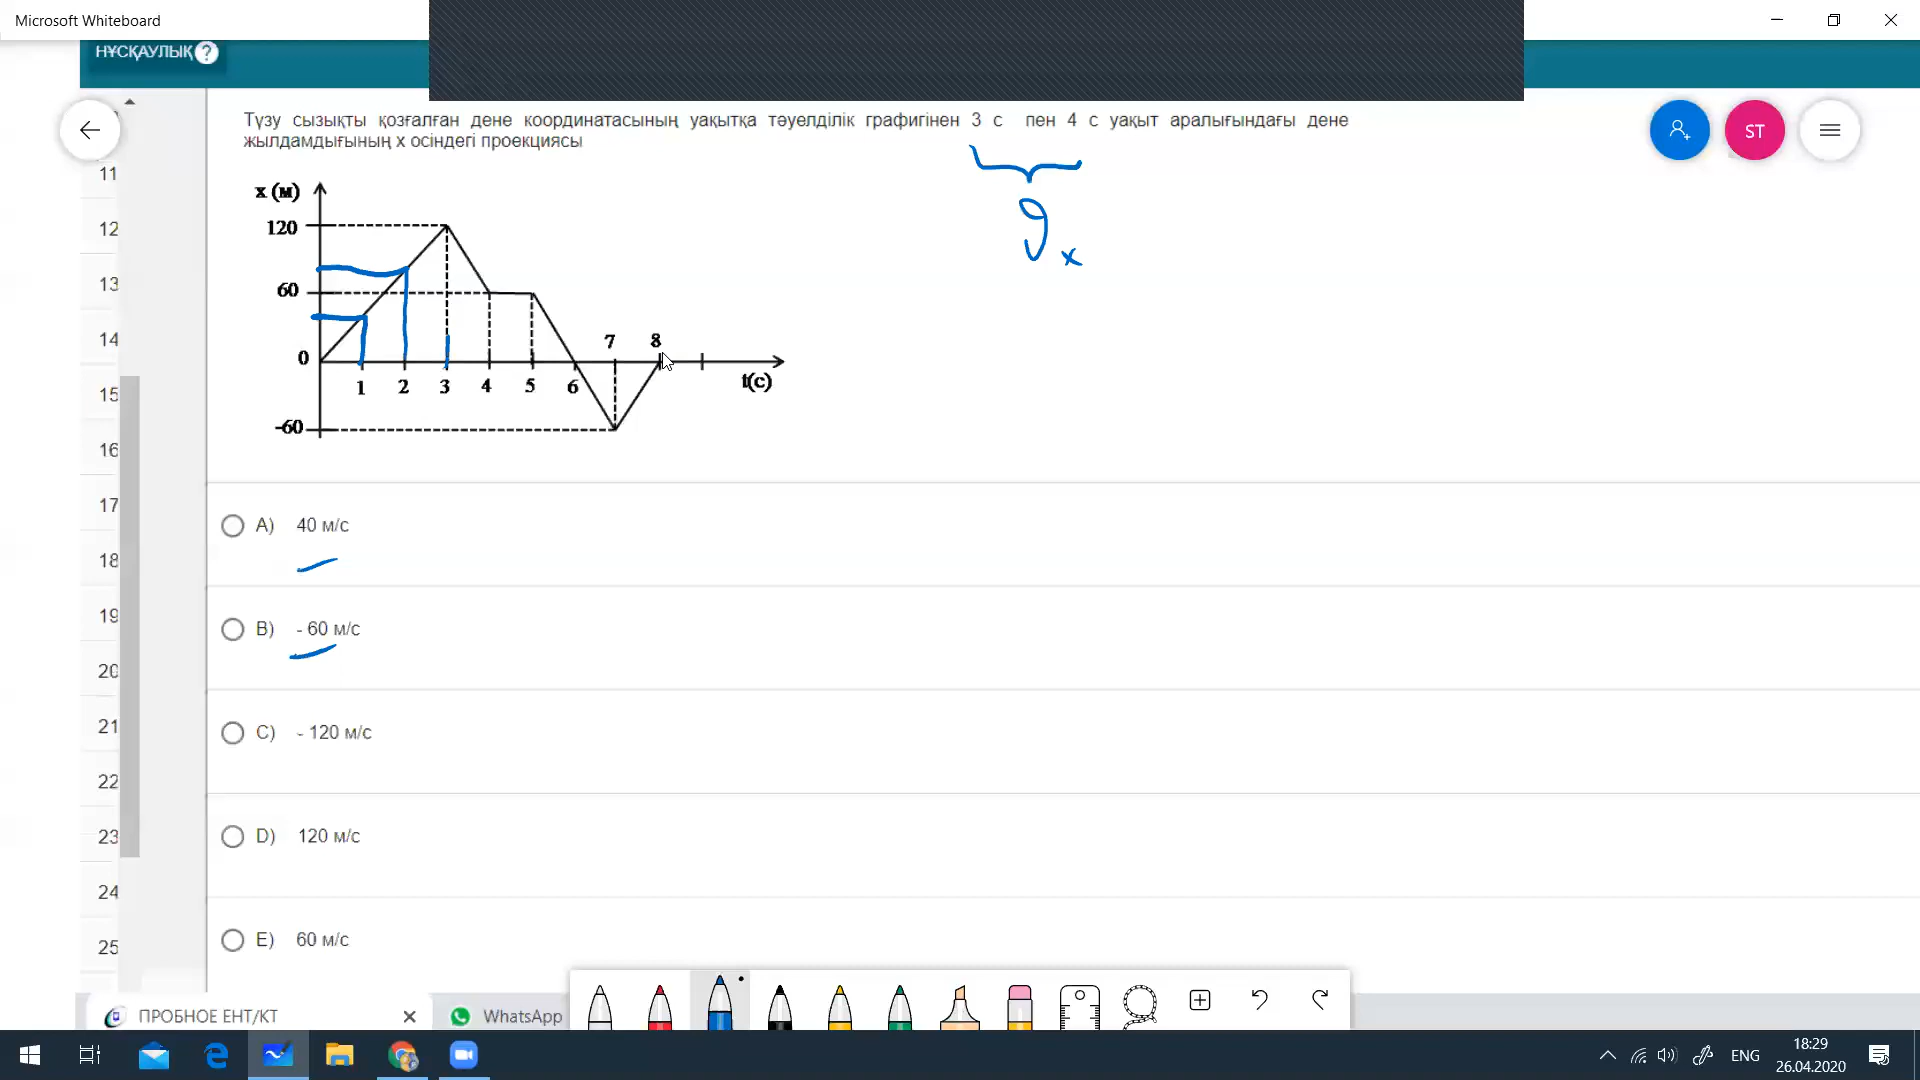 Microsoft Whiteboard
НҰСҚАУЛЫҚ ?
Түзу сызықты қозғалған дене координатасының уақытқа тәуелділік графигінен 3 с пен 4 с уақыт аралығындағы дене
жылдамдығының х осіндегі проекциясы
ST
11
12
13
14
15
16
17
18
19
20
21
22
23
24
25
x (м)
120
60
0
-60
1
2
3
4
5
6
7
8
t(c)
x
A) 40 м/с
B) - 60 м/с
C) - 120 м/с
D) 120 м/с
E) 60 м/с
ПРОБНОЕ ЕНТ/КТ
WhatsApp
ENG
18:29
26.04.2020